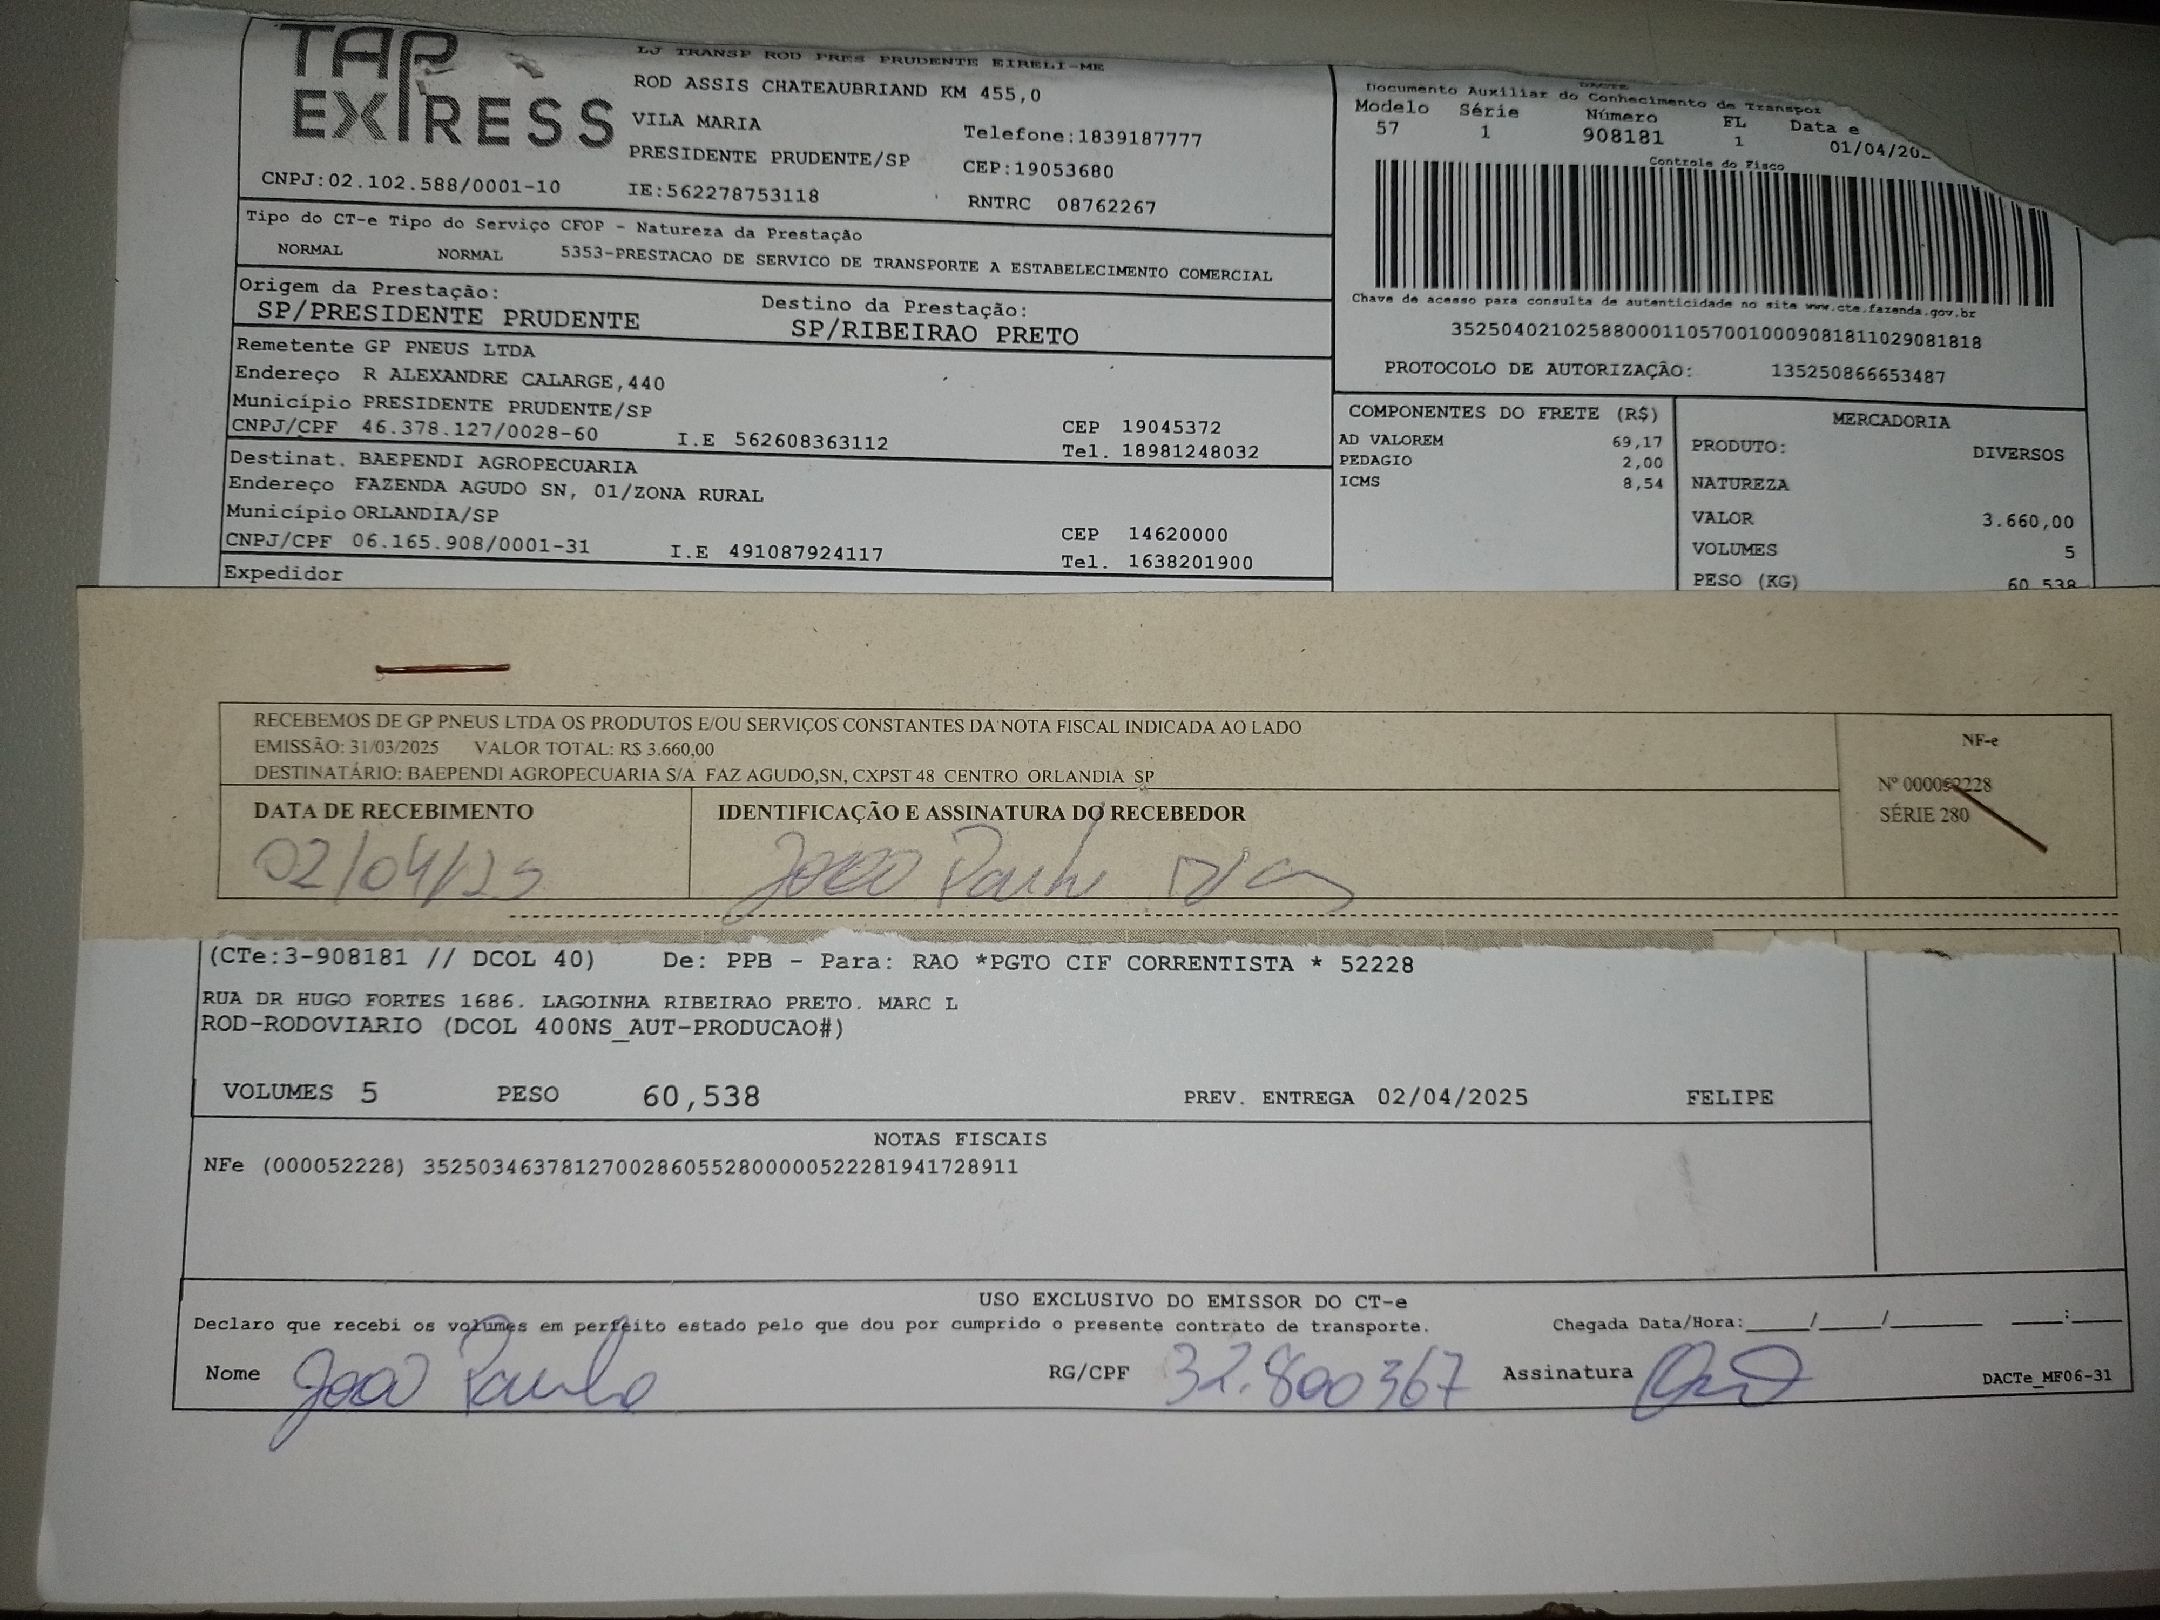 TAP EXPRESS
LJ TRANSP ROD PRES PRUDENTE EIRELI-ME
ROD ASSIS CHATEAUBRIAND KM 455,0
VILA MARIA Telefone:1839187777
PRESIDENTE PRUDENTE/SP CEP:19053680
CNPJ:02.102.588/0001-10 IE:562278753118 RNTRC 08762267
Tipo do CT-e Tipo do Serviço CFOP - Natureza da Prestação
NORMAL NORMAL 5353-PRESTACAO DE SERVICO DE TRANSPORTE A ESTABELECIMENTO COMERCIAL
Origem da Prestação: Destino da Prestação:
SP/PRESIDENTE PRUDENTE SP/RIBEIRAO PRETO
Remetente GP PNEUS LTDA
Endereço R ALEXANDRE CALARGE,440
Município PRESIDENTE PRUDENTE/SP CEP 19045372
CNPJ/CPF 46.378.127/0028-60 I.E 562608363112 Tel. 18981248032
Destinat. BAEPENDI AGROPECUARIA
Endereço FAZENDA AGUDO SN, 01/ZONA RURAL
Município ORLANDIA/SP CEP 14620000
CNPJ/CPF 06.165.908/0001-31 I.E 491087924117 Tel. 1638201900
Expedidor
DACTE
Documento Auxiliar do Conhecimento de Transpor
Modelo Série Número FL Data e
57 1 908181 1 01/04/20
Controle do Fisco
Chave de acesso para consulta de autenticidade no site www.cte.fazenda.gov.br
35250402102588000110570010009081811029081818
PROTOCOLO DE AUTORIZAÇÃO: 135250866653487
COMPONENTES DO FRETE (R$)
AD VALOREM 69,17
PEDAGIO 2,00
ICMS 8,54
MERCADORIA
PRODUTO: DIVERSOS
NATUREZA
VALOR 3.660,00
VOLUMES 5
PESO (KG) 60,538
RECEBEMOS DE GP PNEUS LTDA OS PRODUTOS E/OU SERVIÇOS CONSTANTES DA NOTA FISCAL INDICADA AO LADO
EMISSÃO: 31/03/2025 VALOR TOTAL: R$ 3.660,00
DESTINATÁRIO: BAEPENDI AGROPECUARIA S/A FAZ AGUDO,SN, CXPST 48 CENTRO ORLANDIA SP
NF-e
Nº 000052228
SÉRIE 280
DATA DE RECEBIMENTO IDENTIFICAÇÃO E ASSINATURA DO RECEBEDOR
02/04/25 João Paulo Dias
(CTe:3-908181 // DCOL 40) De: PPB - Para: RAO *PGTO CIF CORRENTISTA * 52228
RUA DR HUGO FORTES 1686. LAGOINHA RIBEIRAO PRETO. MARC L
ROD-RODOVIARIO (DCOL 400NS_AUT-PRODUCAO#)
VOLUMES 5 PESO 60,538 PREV. ENTREGA 02/04/2025 FELIPE
NOTAS FISCAIS
NFe (000052228) 35250346378127002860552800000522281941728911
USO EXCLUSIVO DO EMISSOR DO CT-e
Declaro que recebi os volumes em perfeito estado pelo que dou por cumprido o presente contrato de transporte. Chegada Data/Hora:____/____/______ ___:___
Nome João Paulo RG/CPF 32.800367 Assinatura DACTe_MF06-31